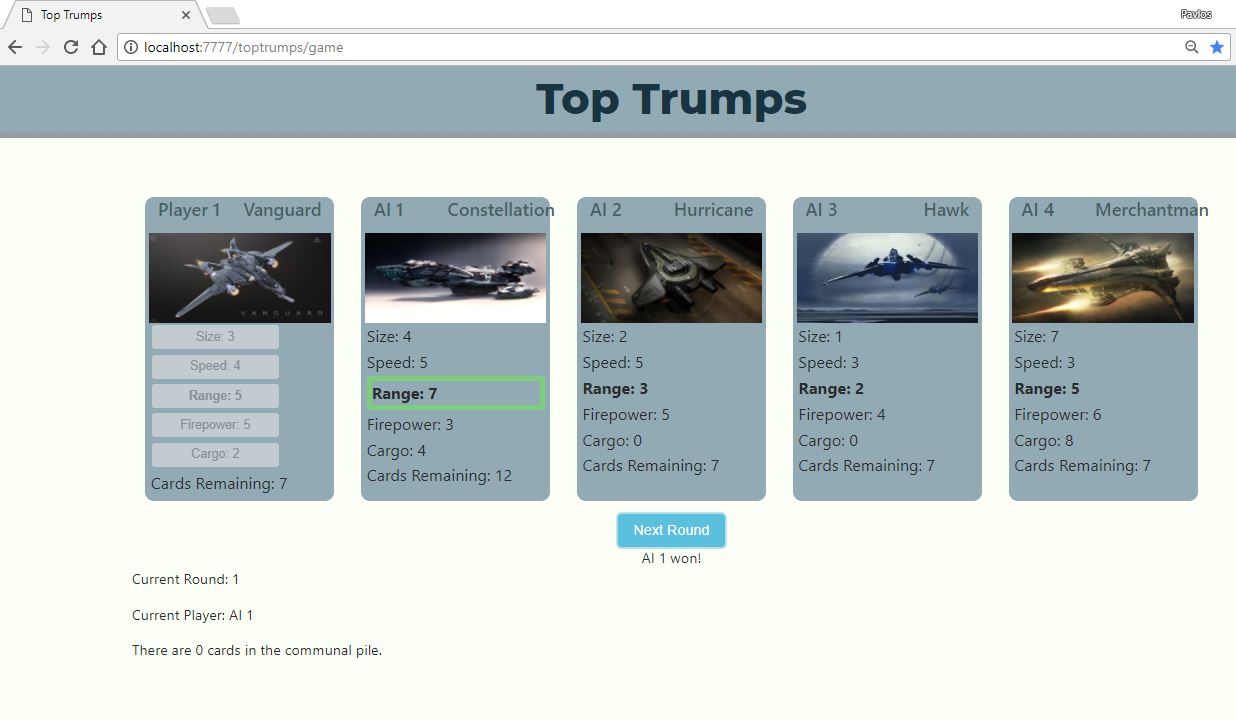 Top Trumps
Pavlos
localhost:7777/toptrumps/game
Top Trumps
Player 1 Vanguard
VANGUARD
Size: 3
Speed: 4
Range: 5
Firepower: 5
Cargo: 2
Cards Remaining: 7
AI 1 Constellation
Size: 4
Speed: 5
Range: 7
Firepower: 3
Cargo: 4
Cards Remaining: 12
AI 2 Hurricane
Size: 2
Speed: 5
Range: 3
Firepower: 5
Cargo: 0
Cards Remaining: 7
AI 3 Hawk
Size: 1
Speed: 3
Range: 2
Firepower: 4
Cargo: 0
Cards Remaining: 7
AI 4 Merchantman
Size: 7
Speed: 3
Range: 5
Firepower: 6
Cargo: 8
Cards Remaining: 7
Next Round
AI 1 won!
Current Round: 1
Current Player: AI 1
There are 0 cards in the communal pile.